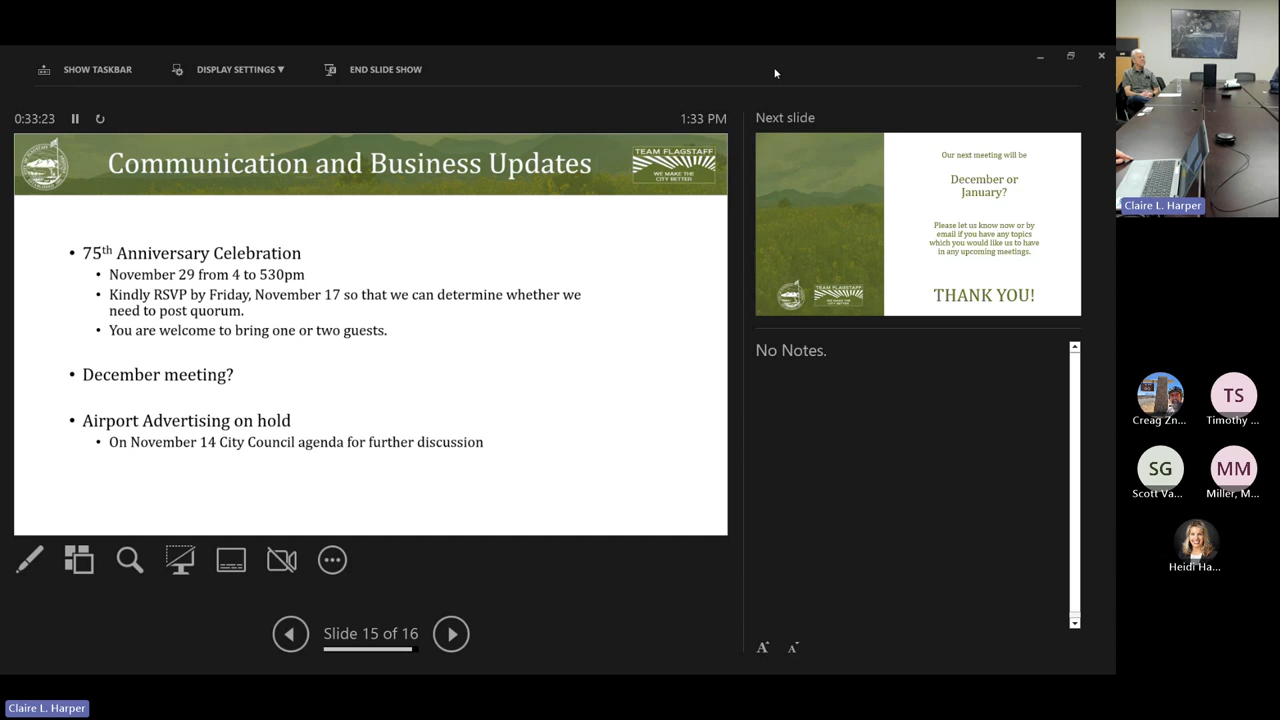 SHOW TASKBAR
DISPLAY SETTINGS ▼
END SLIDE SHOW
0:33:23
1:33 PM
Communication and Business Updates
TEAM FLAGSTAFF
WE MAKE THE
CITY BETTER
• 75th Anniversary Celebration
• November 29 from 4 to 530pm
• Kindly RSVP by Friday, November 17 so that we can determine whether we
need to post quorum.
• You are welcome to bring one or two guests.
• December meeting?
• Airport Advertising on hold
• On November 14 City Council agenda for further discussion
Slide 15 of 16
Next slide
Our next meeting will be
December or
January?
Please let us know now or by
email if you have any topics
which you would like us to have
in any upcoming meetings.
TEAM FLAGSTAFF
THANK YOU!
No Notes.
A
A
Claire L. Harper
Creag Zn...
TS
Timothy ...
SG
Scott Va...
MM
Miller, M...
Heidi Ha...
Claire L. Harper